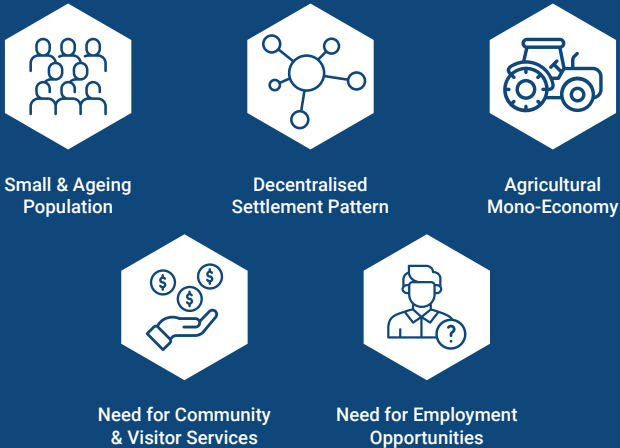 Small & Ageing
Population
Decentralised
Settlement Pattern
Agricultural
Mono-Economy
$
$
$
?
Need for Community
& Visitor Services
Need for Employment
Opportunities